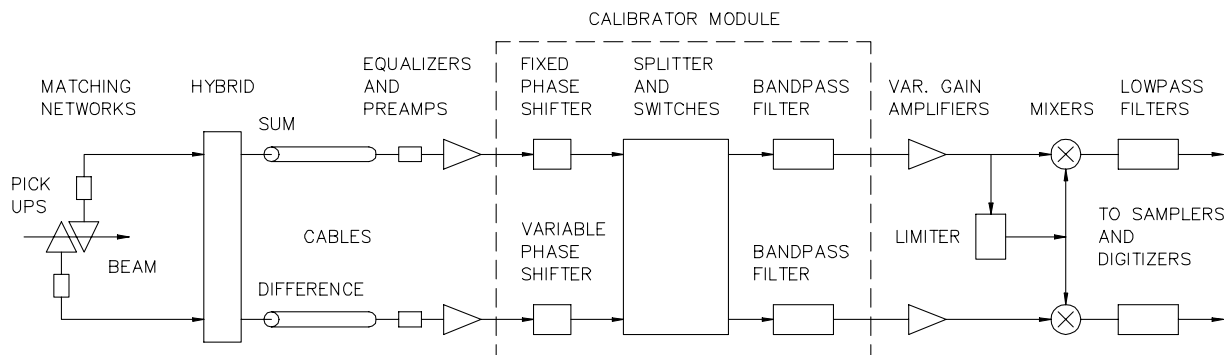 CALIBRATOR MODULE
MATCHING
NETWORKS
HYBRID
EQUALIZERS
AND
PREAMPS
FIXED
PHASE
SHIFTER
SPLITTER
AND
SWITCHES
BANDPASS
FILTER
VAR. GAIN
AMPLIFIERS
MIXERS
LOWPASS
FILTERS
SUM
PICK
UPS
BEAM
CABLES
VARIABLE
PHASE
SHIFTER
BANDPASS
FILTER
LIMITER
TO SAMPLERS
AND
DIGITIZERS
DIFFERENCE